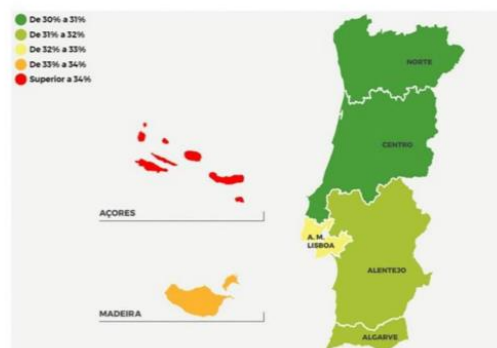 De 30% a 31%
De 31% a 32%
De 32% a 33%
De 33% a 34%
Superior a 34%
NORTE
CENTRO
AÇORES
A. M.
LISBOA
ALENTEJO
MADEIRA
ALGARVE